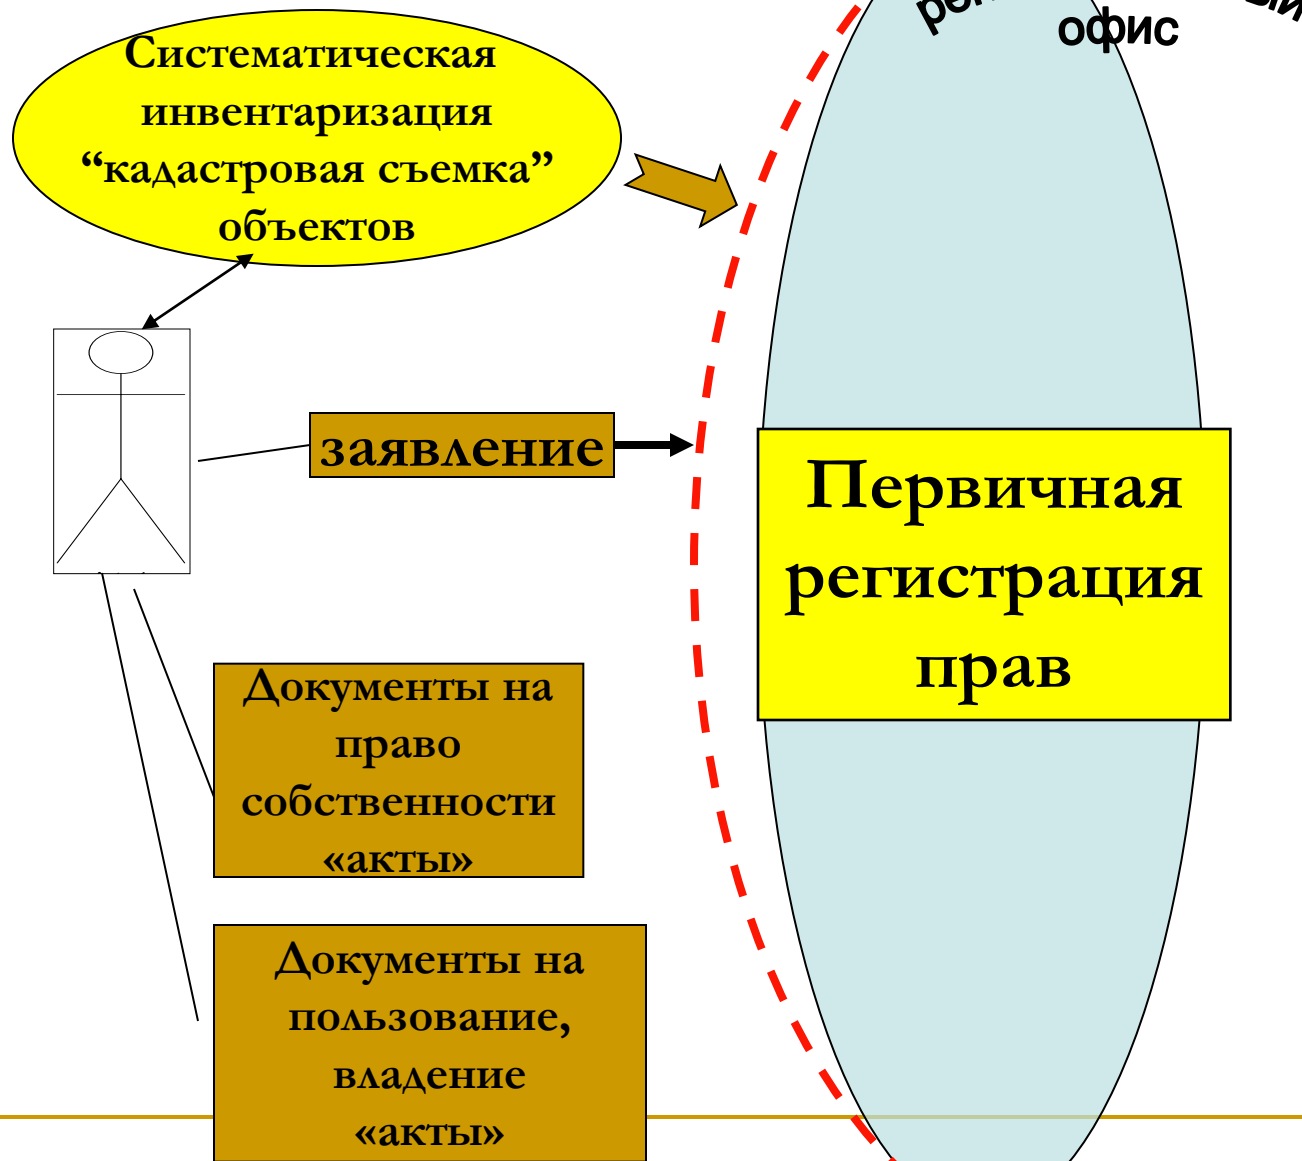 офис
Систематическая
инвентаризация
“кадастровая съемка”
объектов
заявление
Первичная
регистрация
прав
Документы на
право
собственности
«акты»
Документы на
пользование,
владение
«акты»